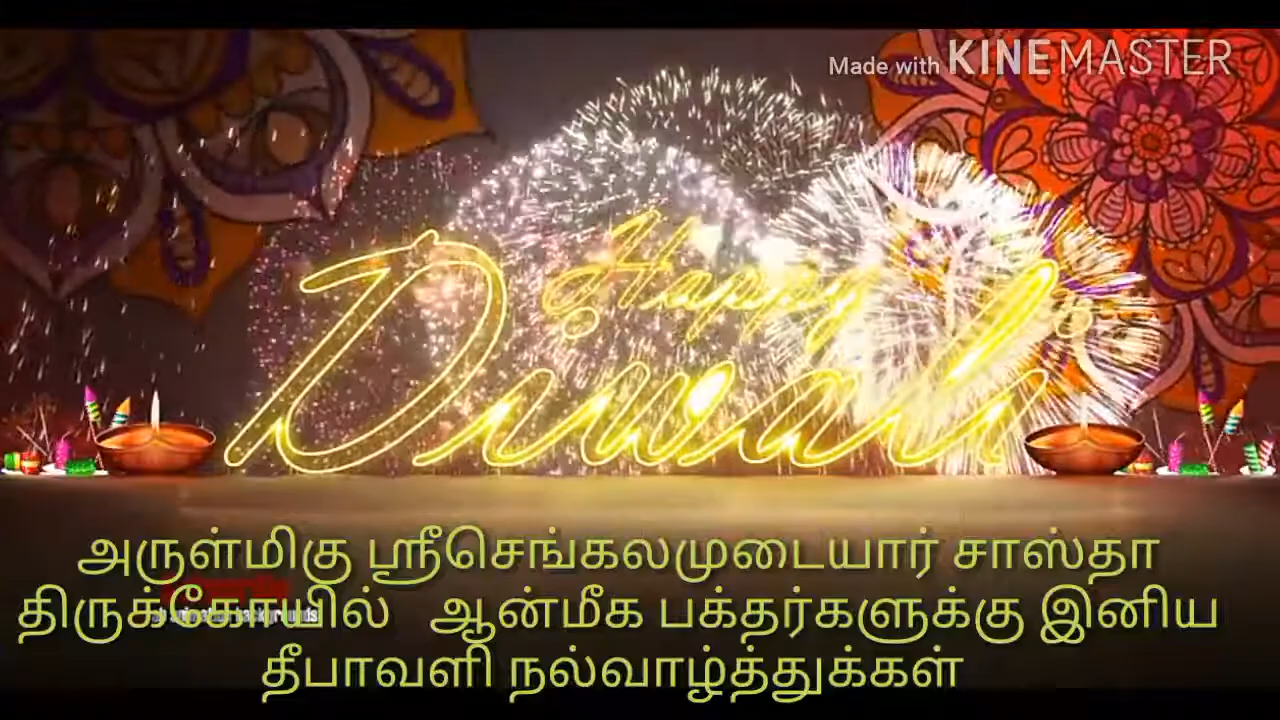 Made with KINEMASTER
Happy
Diwali
அருள்மிகு ஸ்ரீசெங்கலமுடையார் சாஸ்தா
திருக்கோயில் ஆன்மீக பக்தர்களுக்கு இனிய
தீபாவளி நல்வாழ்த்துக்கள்